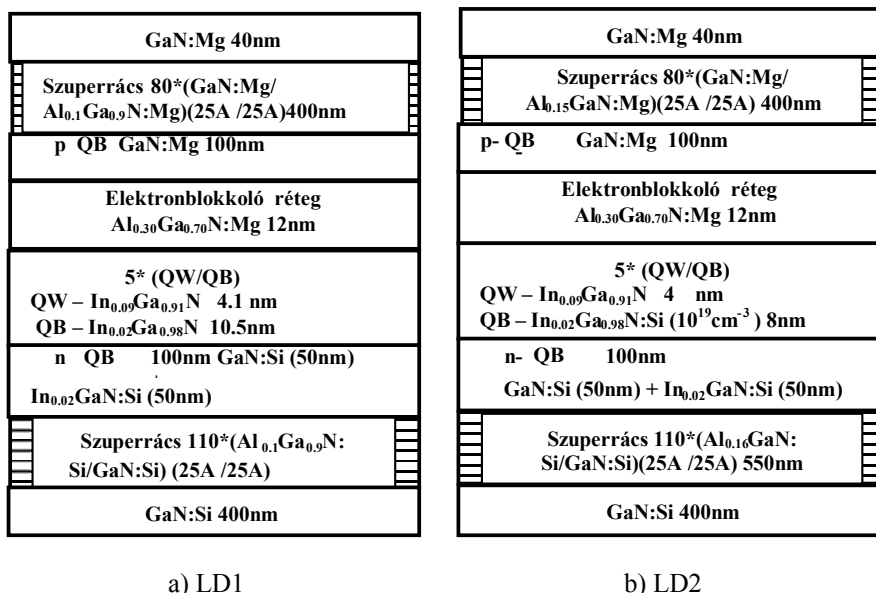 GaN:Mg 40nm
Szuperrács 80*(GaN:Mg/
Al0.1Ga0.9N:Mg)(25A /25A)400nm
p QB GaN:Mg 100nm
Elektronblokkoló réteg
Al0.30Ga0.70N:Mg 12nm
5* (QW/QB)
QW – In0.09Ga0.91N 4.1 nm
QB – In0.02Ga0.98N 10.5nm
n QB 100nm GaN:Si (50nm)
In0.02GaN:Si (50nm)
Szuperrács 110*(Al0.1Ga0.9N:
Si/GaN:Si) (25A /25A)
GaN:Si 400nm
a) LD1
GaN:Mg 40nm
Szuperrács 80*(GaN:Mg/
Al0.15GaN:Mg)(25A /25A) 400nm
p- QB GaN:Mg 100nm
Elektronblokkoló réteg
Al0.30Ga0.70N:Mg 12nm
5* (QW/QB)
QW – In0.09Ga0.91N 4 nm
QB – In0.02Ga0.98N:Si (10^19cm^-3 ) 8nm
n- QB 100nm
GaN:Si (50nm) + In0.02GaN:Si (50nm)
Szuperrács 110*(Al0.16GaN:
Si/GaN:Si)(25A /25A) 550nm
GaN:Si 400nm
b) LD2